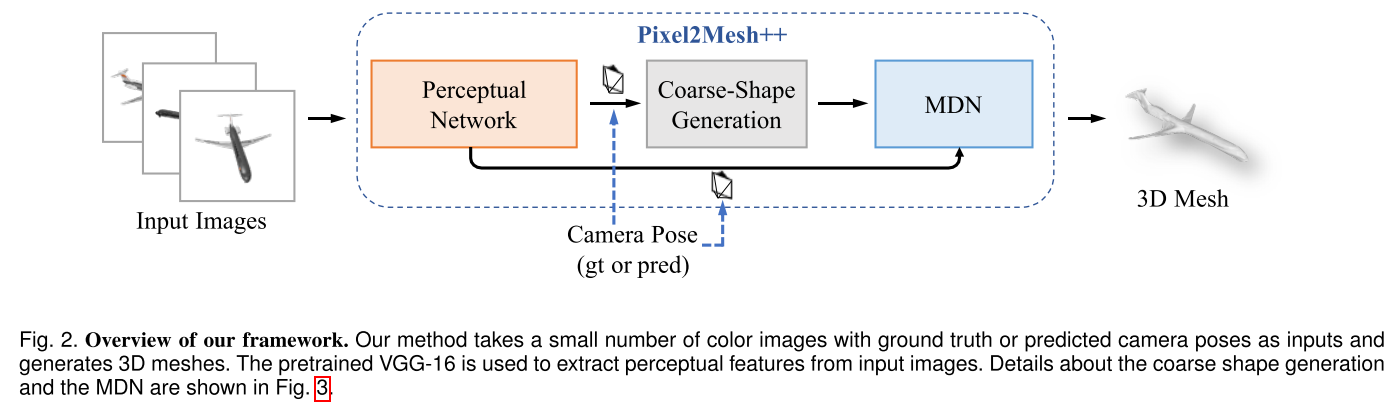 Pixel2Mesh++
Perceptual
Network
Coarse-Shape
Generation
MDN
Input Images
3D Mesh
Camera Pose
(gt or pred)
Fig. 2. Overview of our framework. Our method takes a small number of color images with ground truth or predicted camera poses as inputs and
generates 3D meshes. The pretrained VGG-16 is used to extract perceptual features from input images. Details about the coarse shape generation
and the MDN are shown in Fig. 3.